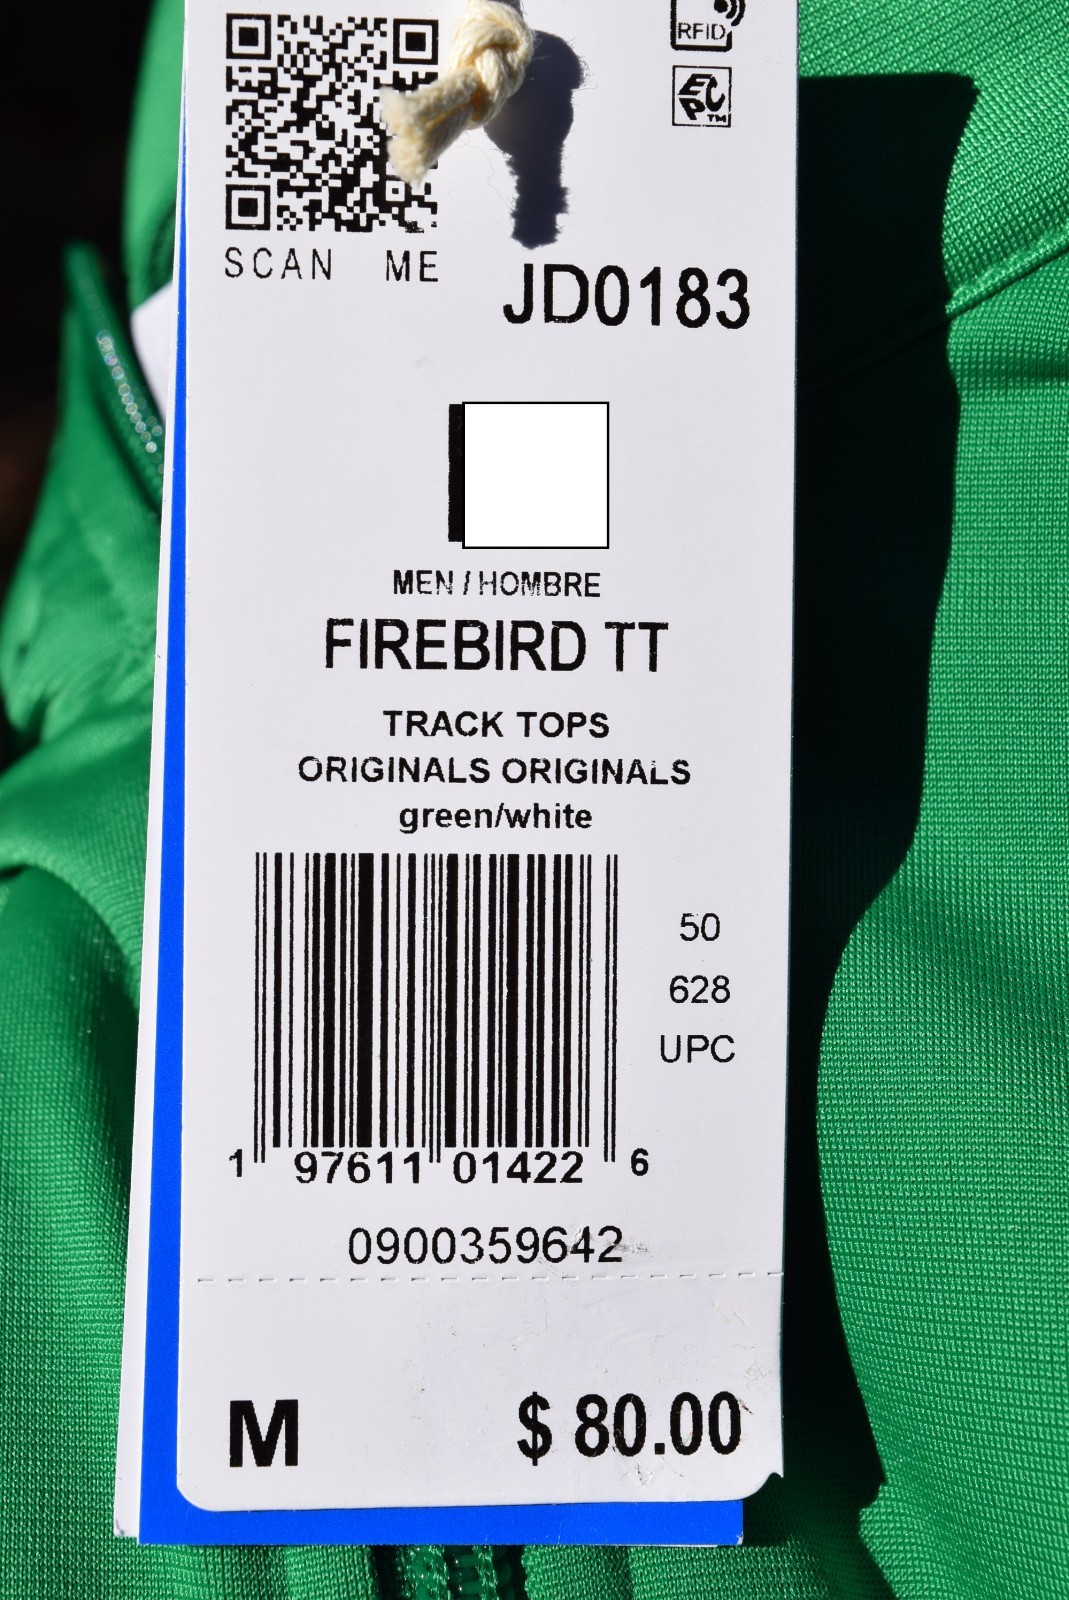 RFID
EPC™
SCAN ME
JD0183
MEN / HOMBRE
FIREBIRD TT
TRACK TOPS
ORIGINALS ORIGINALS
green/white
50
628
UPC
1 97611 01422 6
0900359642
M $ 80.00